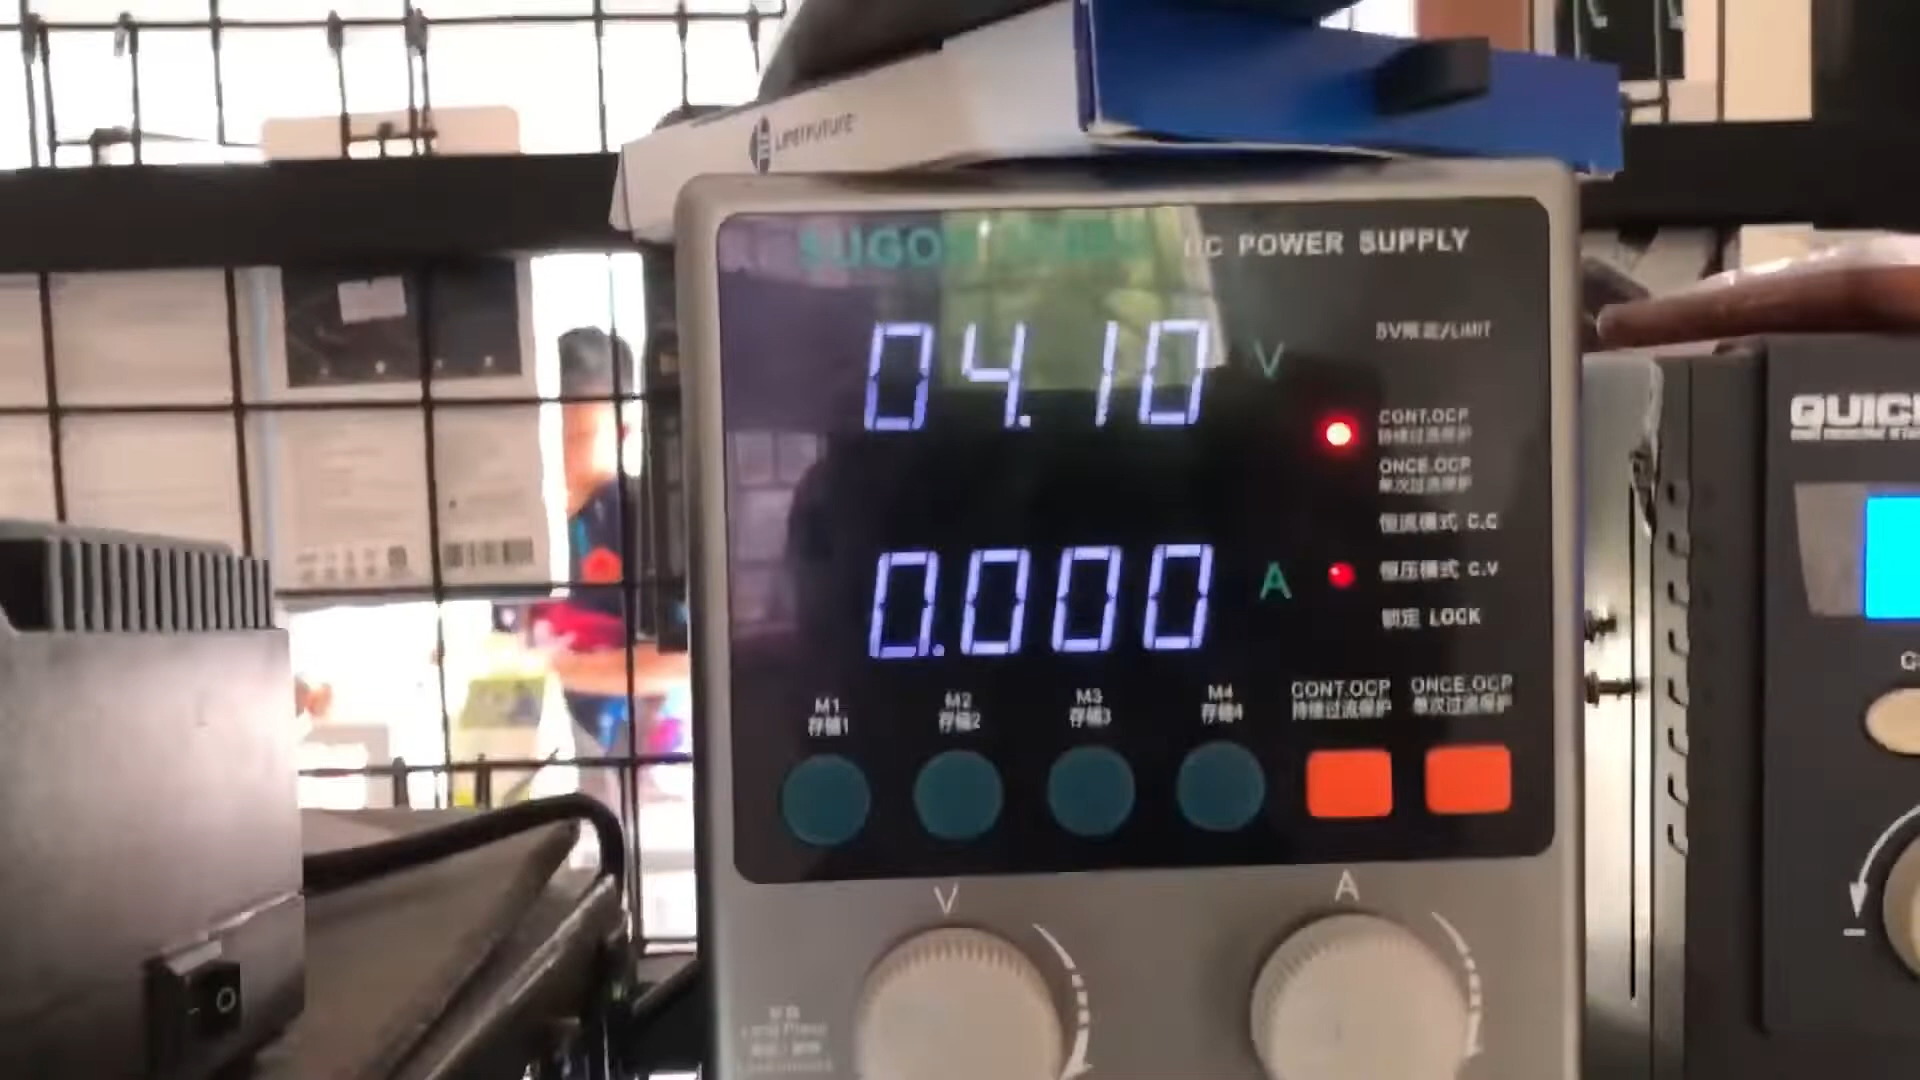 SUGON
DC POWER SUPPLY
04.10 V
5V限定/LIMIT
CONT.OCP
持续过流保护
ONCE.OCP
单次过流保护
恒流模式 C.C
0.000 A
恒压模式 C.V
锁定 LOCK
M1
存储1
M2
存储2
M3
存储3
M4
存储4
CONT.OCP
持续过流保护
ONCE.OCP
单次过流保护
V
A
QUICK